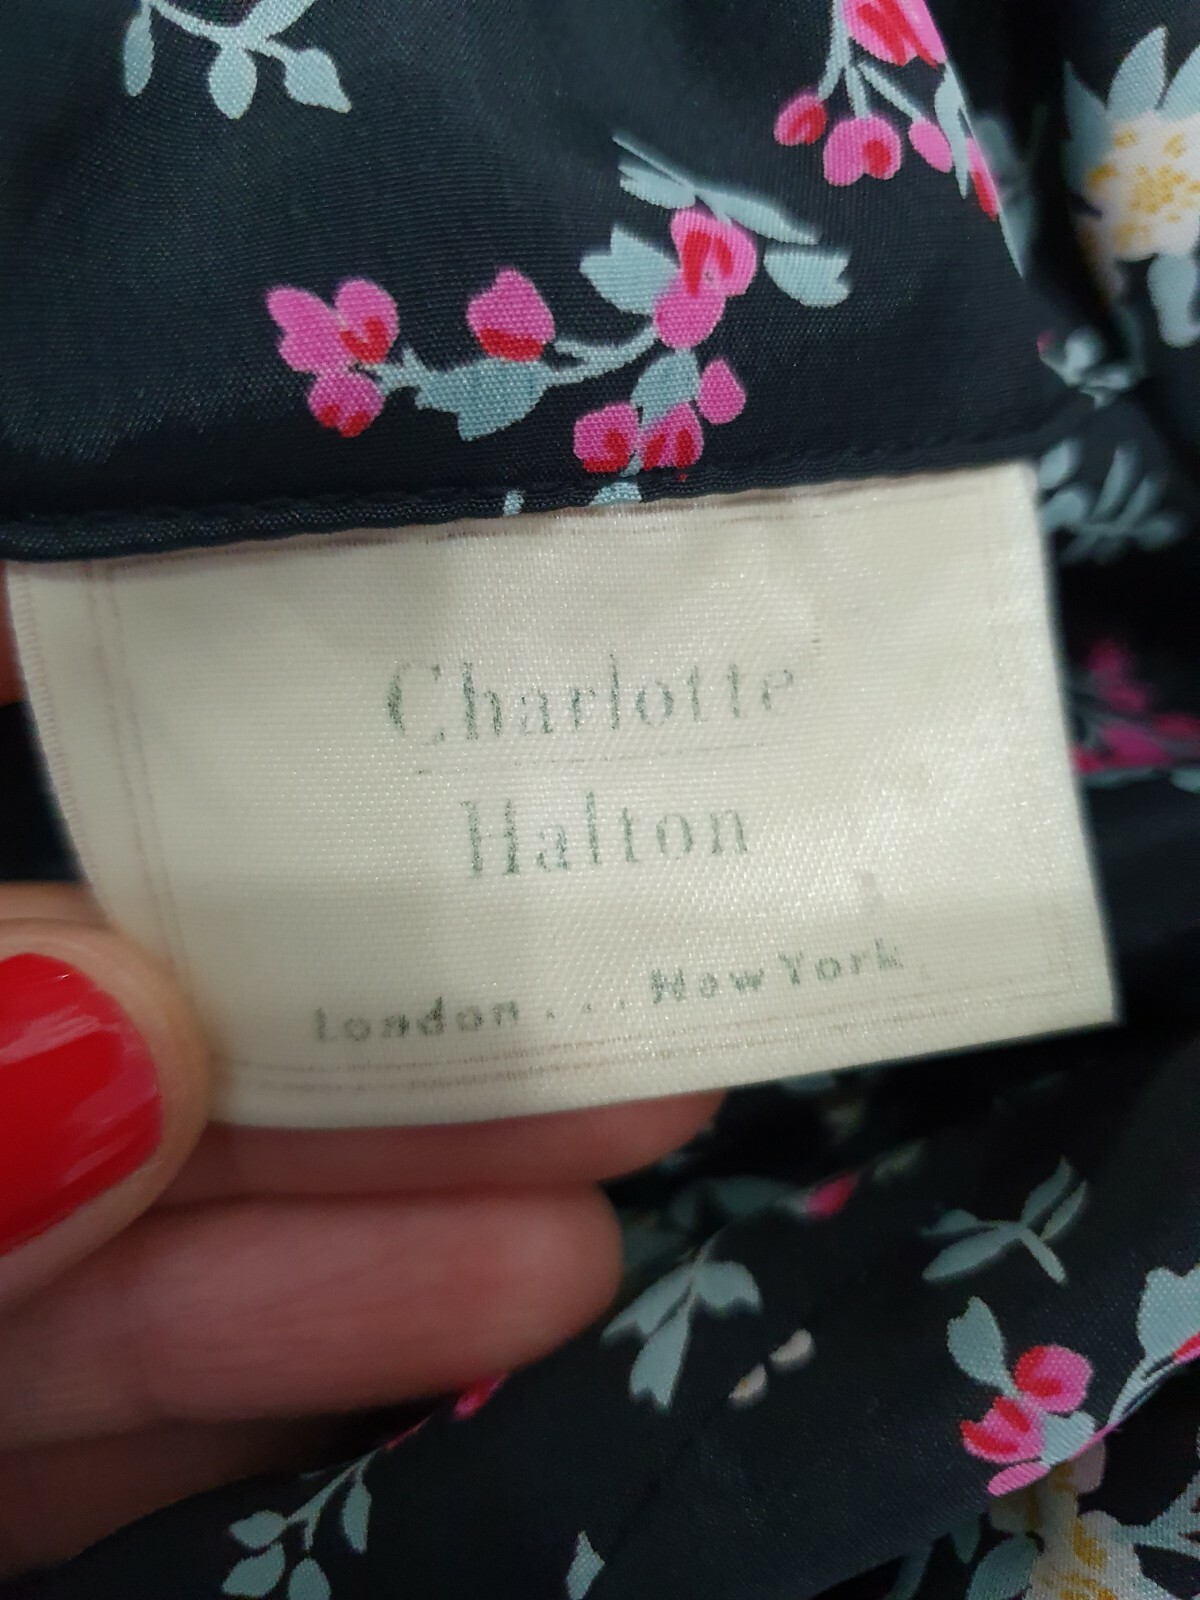 Charlotte
Halton
London . . . New York